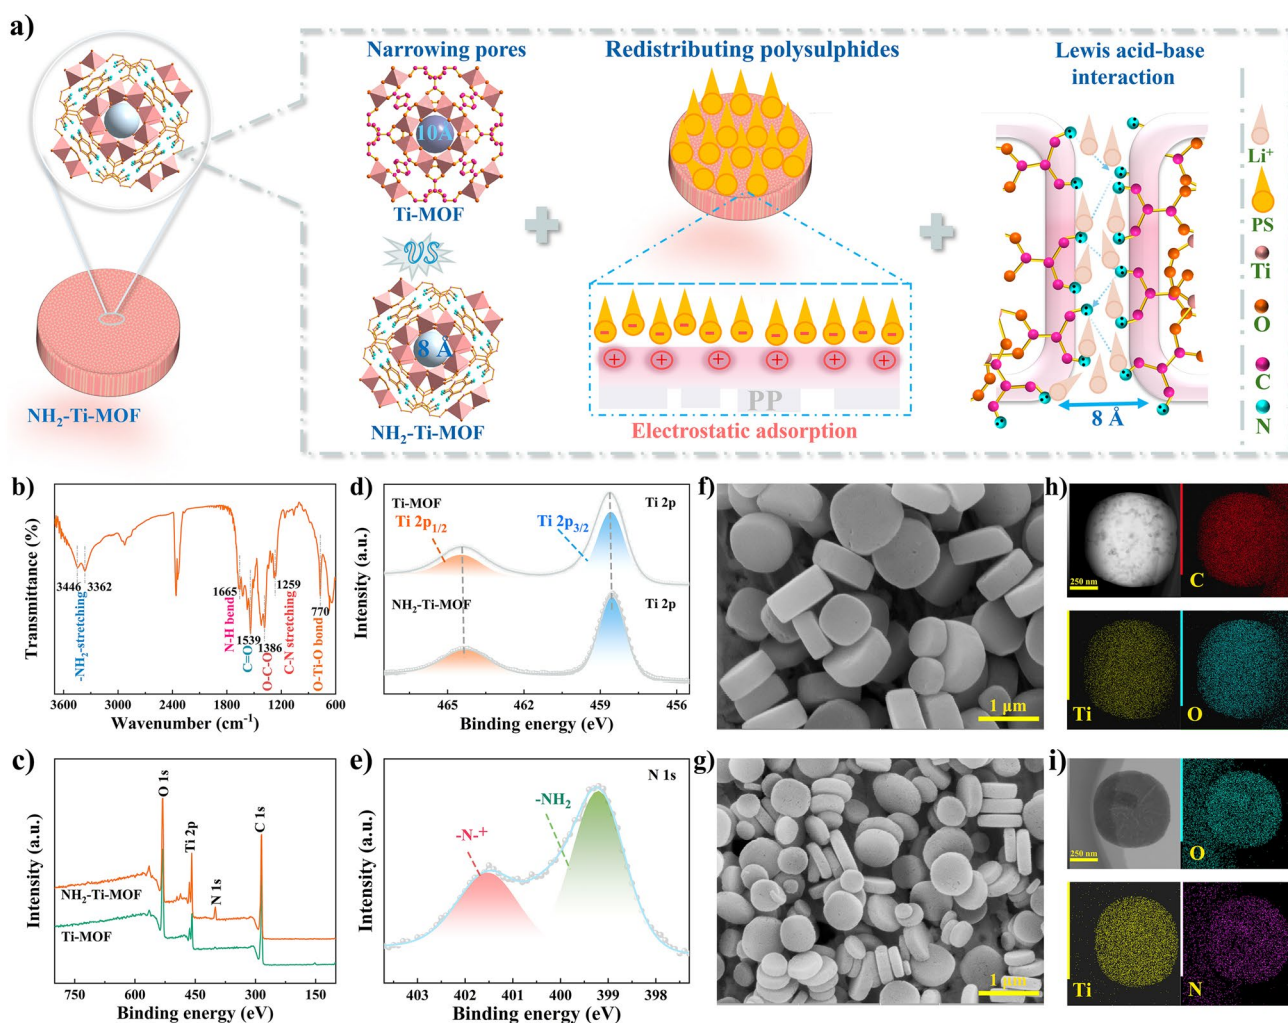 a)
Narrowing pores
Redistributing polysulphides
Lewis acid-base
interaction
10Å
Ti-MOF
VS
8 Å
NH₂-Ti-MOF
NH₂-Ti-MOF
PP
Electrostatic adsorption
8 Å
Li⁺
PS
Ti
O
C
N
b)
Transmittance (%)
3446
3362
-NH₂-stretching
1665
N-H bend
1539
C=O
1386
O-C-O
1259
C-N stretching
770
O-Ti-O bond
3600
3000
2400
1800
1200
600
Wavenumber (cm⁻¹)
d)
Intensity (a.u.)
Ti-MOF
Ti 2p
Ti 2p₁/₂
Ti 2p₃/₂
NH₂-Ti-MOF
Ti 2p
465
462
459
456
Binding energy (eV)
f)
1 µm
h)
250 nm
C
Ti
O
c)
Intensity (a.u.)
O 1s
Ti 2p
N 1s
C 1s
NH₂-Ti-MOF
Ti-MOF
750
600
450
300
150
Binding energy (eV)
e)
Intensity (a.u.)
N 1s
-NH₂
-N-⁺
403
402
401
400
399
398
Binding energy (eV)
g)
1 µm
i)
250 nm
O
Ti
N